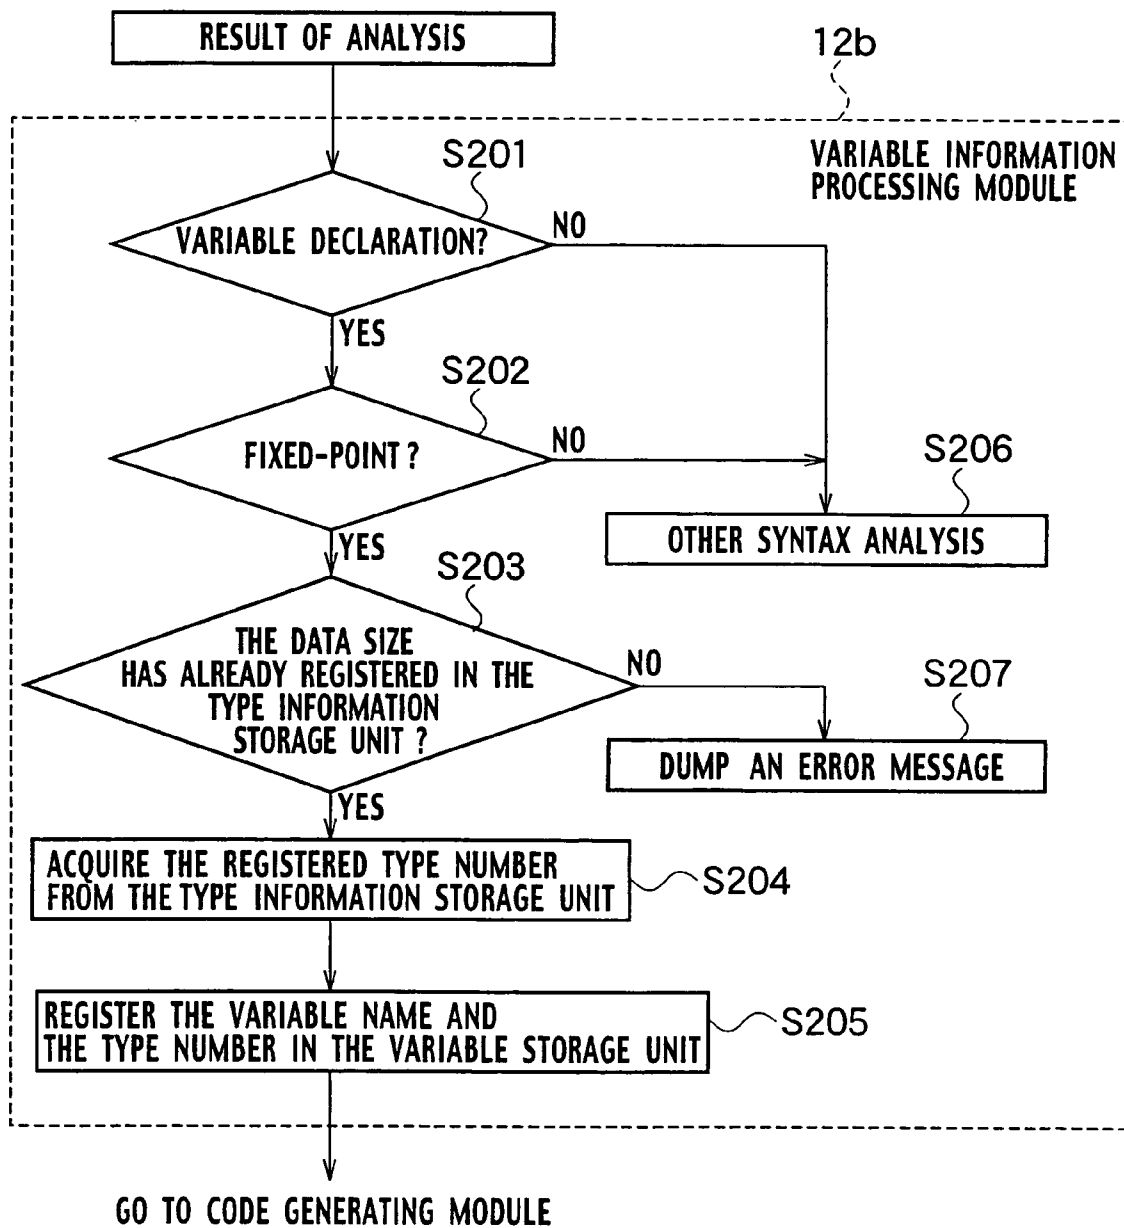 RESULT OF ANALYSIS
12b
VARIABLE INFORMATION
PROCESSING MODULE
S201
VARIABLE DECLARATION?
NO
YES
S202
FIXED-POINT ?
NO
YES
S206
OTHER SYNTAX ANALYSIS
S203
THE DATA SIZE
HAS ALREADY REGISTERED IN THE
TYPE INFORMATION
STORAGE UNIT ?
NO
YES
S207
DUMP AN ERROR MESSAGE
ACQUIRE THE REGISTERED TYPE NUMBER
FROM THE TYPE INFORMATION STORAGE UNIT
S204
REGISTER THE VARIABLE NAME AND
THE TYPE NUMBER IN THE VARIABLE STORAGE UNIT
S205
GO TO CODE GENERATING MODULE